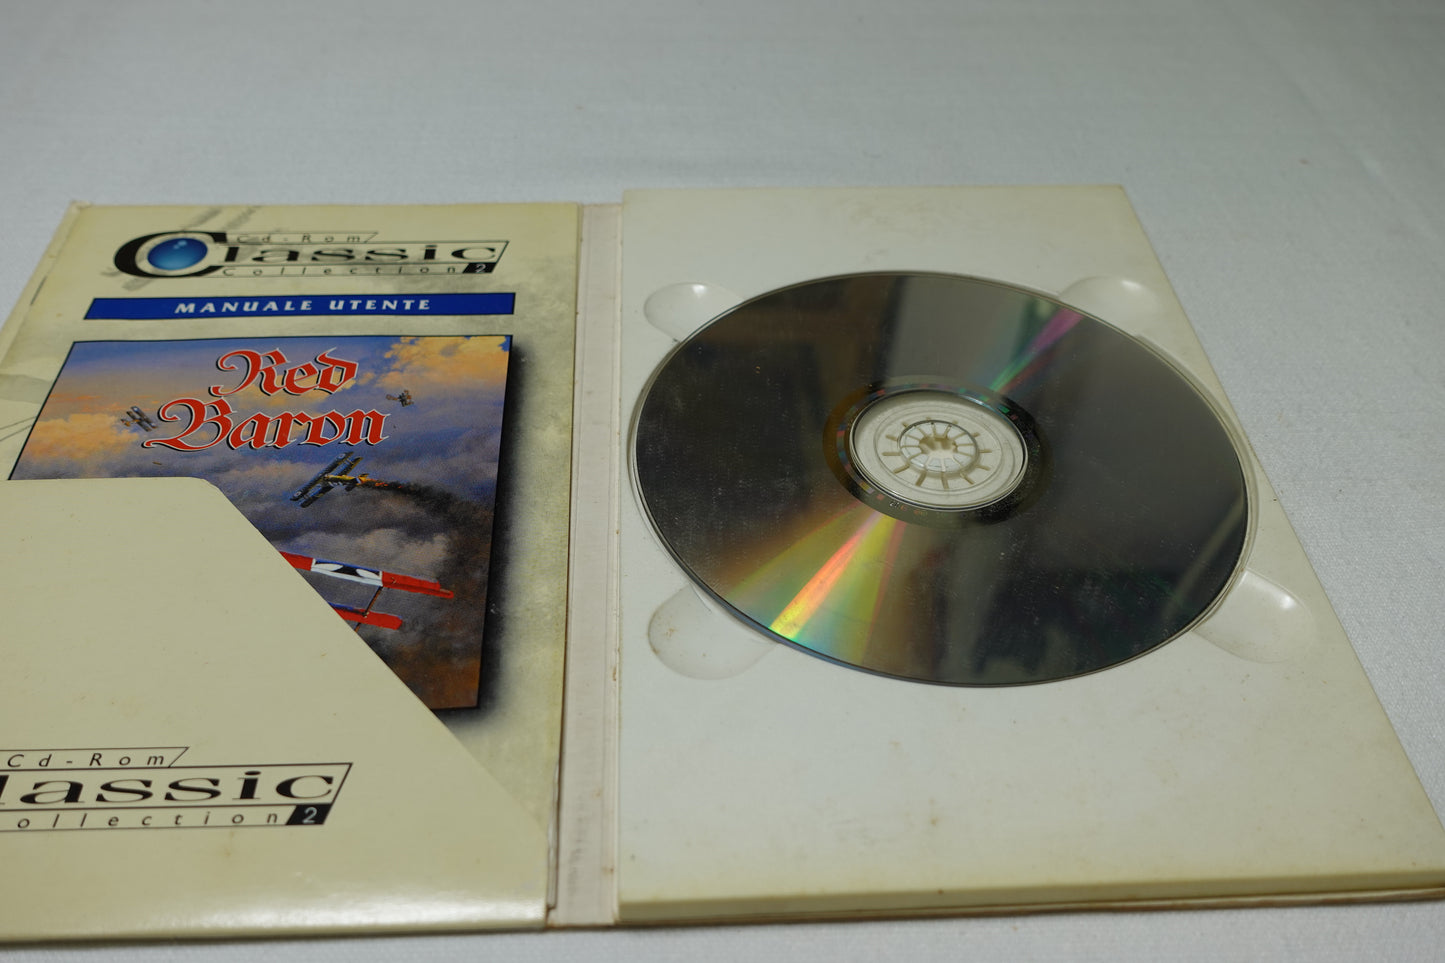 Cd-Rom
Classic
Collection 2
MANUALE UTENTE
Red
Baron
Cd-Rom
lassic
ollection 2